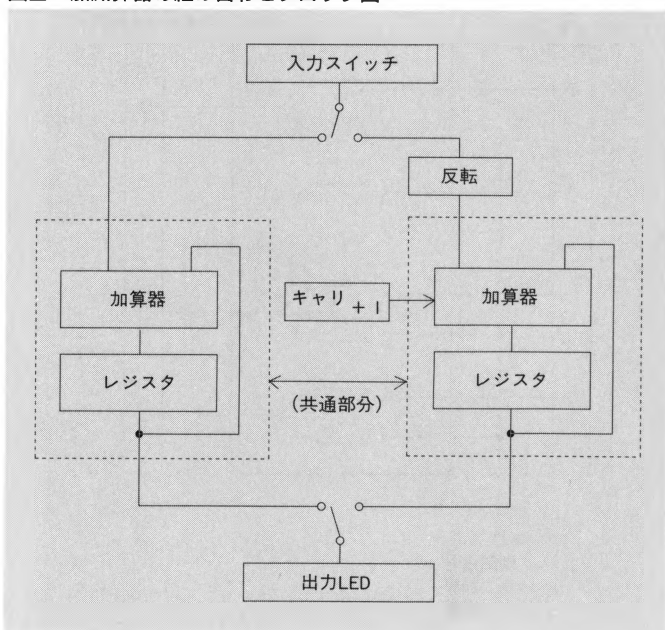 入力スイッチ
反転
加算器
キャリ +1
加算器
レジスタ
レジスタ
(共通部分)
出力LED